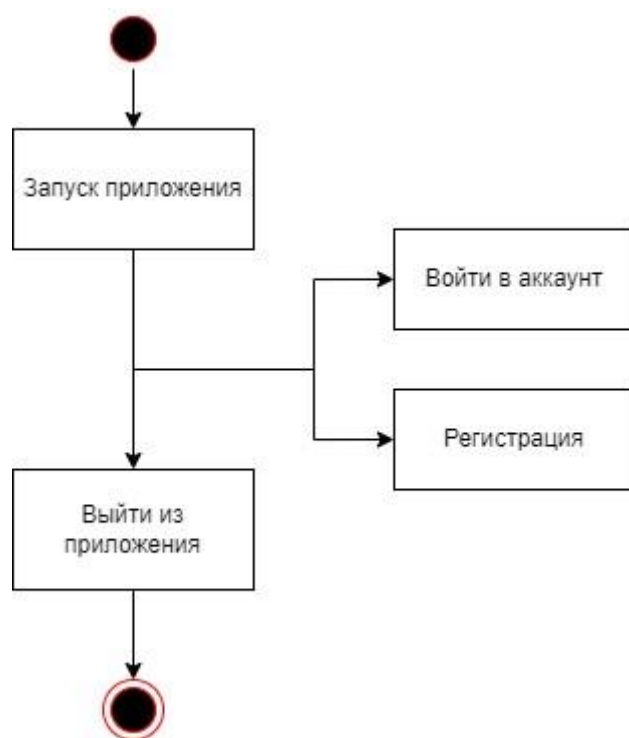 Запуск приложения
Войти в аккаунт
Регистрация
Выйти из
приложения